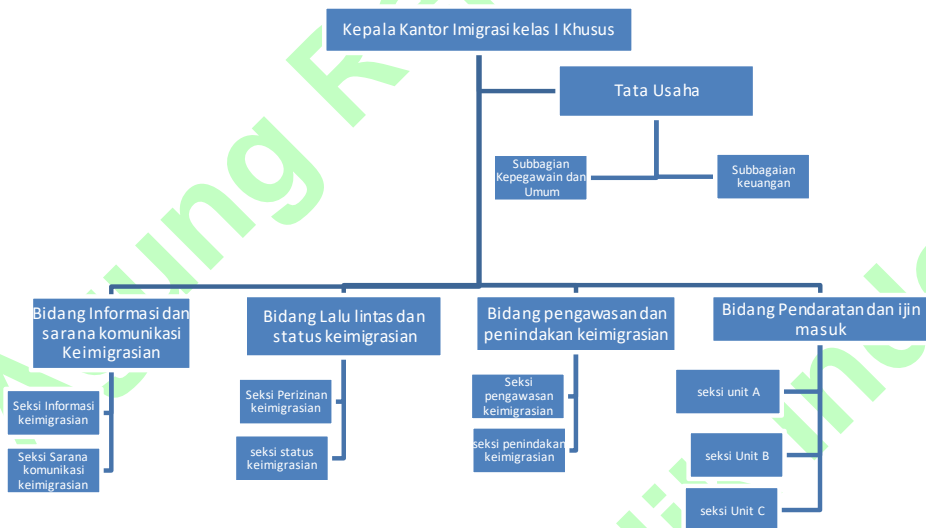 Kepala Kantor Imigrasi kelas I Khusus
Tata Usaha
Subbagian
Kepegawain dan
Umum
Subbagaian
keuangan
Bidang Informasi dan
sarana komunikasi
Keimigrasian
Bidang Lalu lintas dan
status keimigrasian
Bidang pengawasan dan
penindakan keimigrasian
Bidang Pendaratan dan ijin
masuk
Seksi Informasi
keimigrasian
Seksi Sarana
komunikasi
keimigrasian
Seksi Perizinan
keimigrasian
seksi status
keimigrasian
Seksi
pengawasan
keimigrasian
seksi penindakan
keimigrasian
seksi unit A
seksi Unit B
seksi Unit C